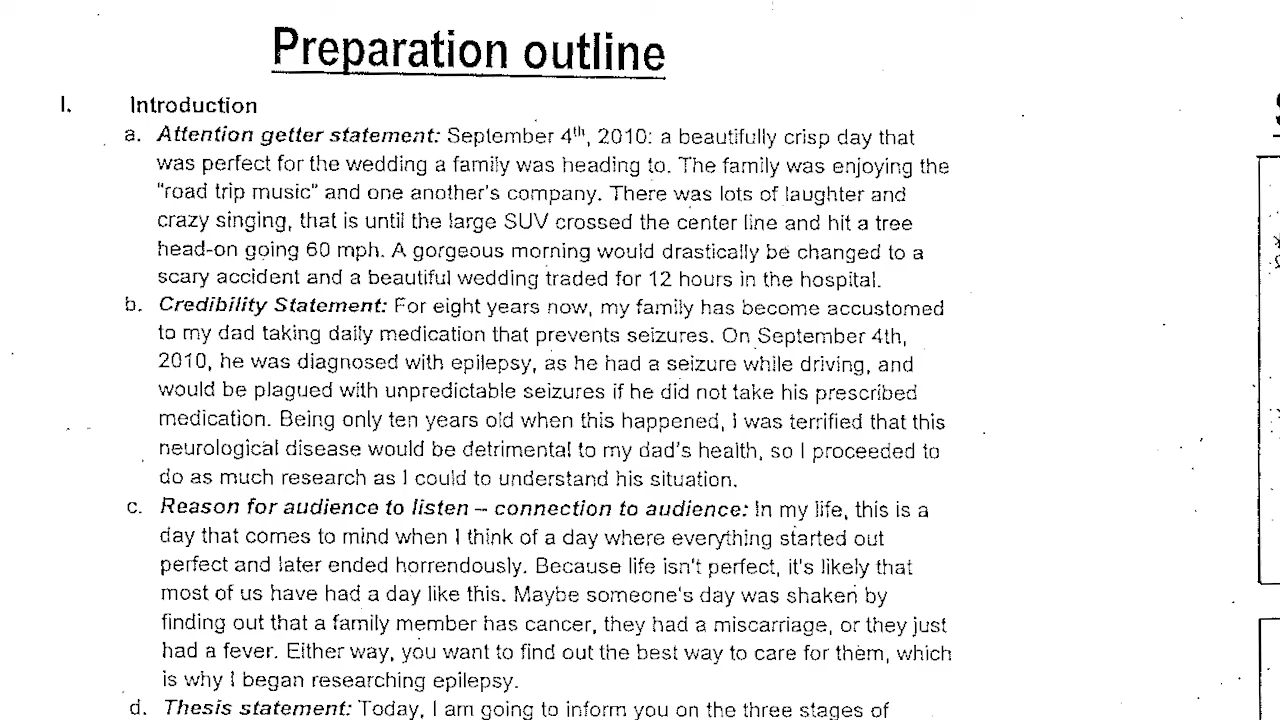 Preparation outline
I. Introduction
a. Attention getter statement: September 4th, 2010: a beautifully crisp day that
was perfect for the wedding a family was heading to. The family was enjoying the
"road trip music" and one another's company. There was lots of laughter and
crazy singing, that is until the large SUV crossed the center line and hit a tree
head-on going 60 mph. A gorgeous morning would drastically be changed to a
scary accident and a beautiful wedding traded for 12 hours in the hospital.
b. Credibility Statement: For eight years now, my family has become accustomed
to my dad taking daily medication that prevents seizures. On September 4th,
2010, he was diagnosed with epilepsy, as he had a seizure while driving, and
would be plagued with unpredictable seizures if he did not take his prescribed
medication. Being only ten years old when this happened, I was terrified that this
neurological disease would be detrimental to my dad's health, so I proceeded to
do as much research as I could to understand his situation.
c. Reason for audience to listen – connection to audience: In my life, this is a
day that comes to mind when I think of a day where everything started out
perfect and later ended horrendously. Because life isn't perfect, it's likely that
most of us have had a day like this. Maybe someone's day was shaken by
finding out that a family member has cancer, they had a miscarriage, or they just
had a fever. Either way, you want to find out the best way to care for them, which
is why I began researching epilepsy.
d. Thesis statement: Today, I am going to inform you on the three stages of